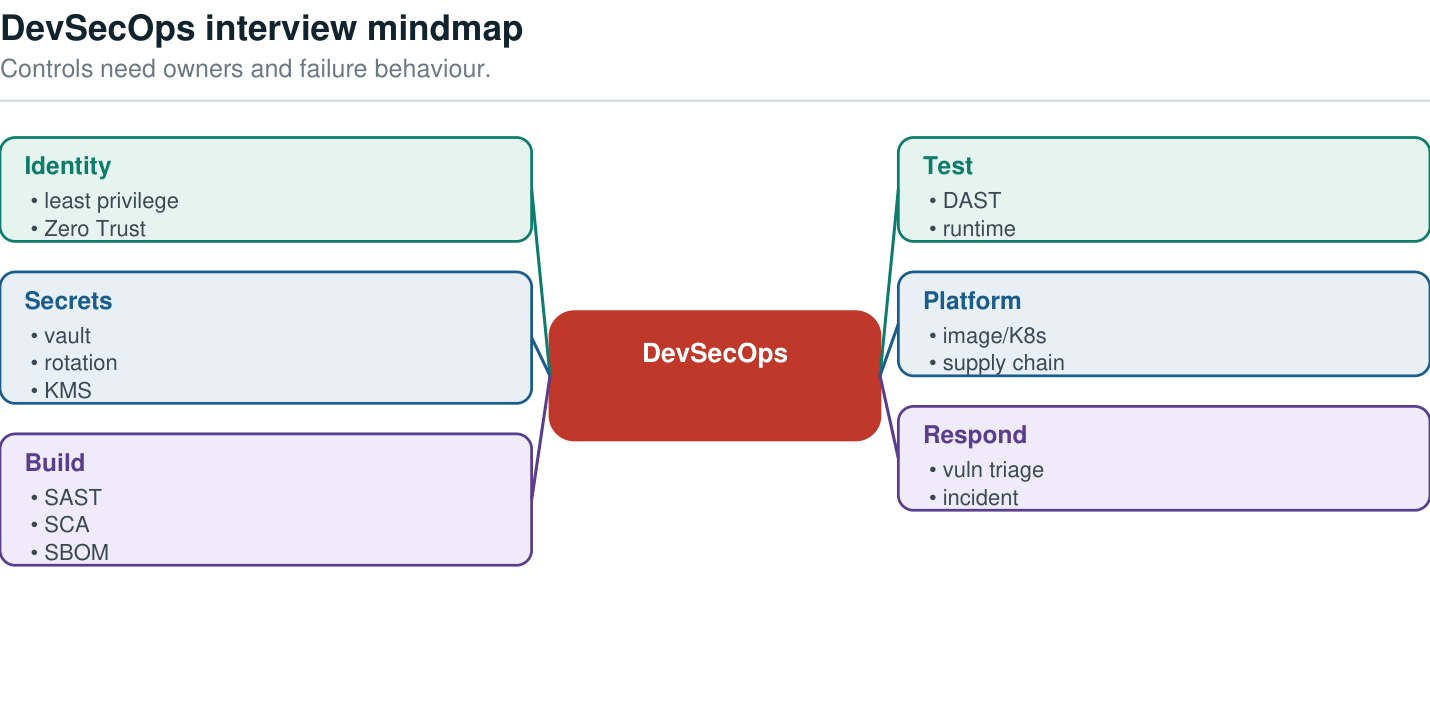 DevSecOps interview mindmap
Controls need owners and failure behaviour.
Identity
• least privilege
• Zero Trust
Secrets
• vault
• rotation
• KMS
Build
• SAST
• SCA
• SBOM
DevSecOps
Test
• DAST
• runtime
Platform
• image/K8s
• supply chain
Respond
• vuln triage
• incident